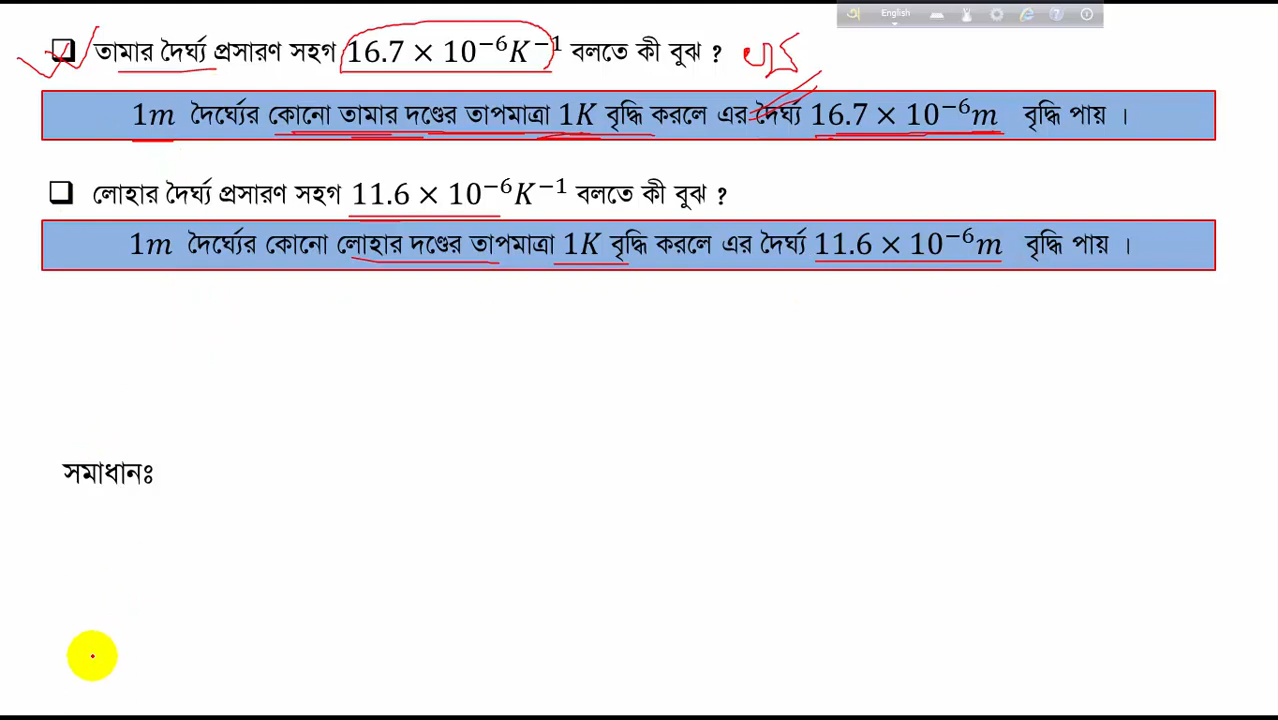 English
তামার দৈর্ঘ্য প্রসারণ সহগ 16.7 × 10⁻⁶K⁻¹ বলতে কী বুঝ ?
1m দৈর্ঘ্যের কোনো তামার দণ্ডের তাপমাত্রা 1K বৃদ্ধি করলে এর দৈর্ঘ্য 16.7 × 10⁻⁶m বৃদ্ধি পায় ।
লোহার দৈর্ঘ্য প্রসারণ সহগ 11.6 × 10⁻⁶K⁻¹ বলতে কী বুঝ ?
1m দৈর্ঘ্যের কোনো লোহার দণ্ডের তাপমাত্রা 1K বৃদ্ধি করলে এর দৈর্ঘ্য 11.6 × 10⁻⁶m বৃদ্ধি পায় ।
সমাধানঃ